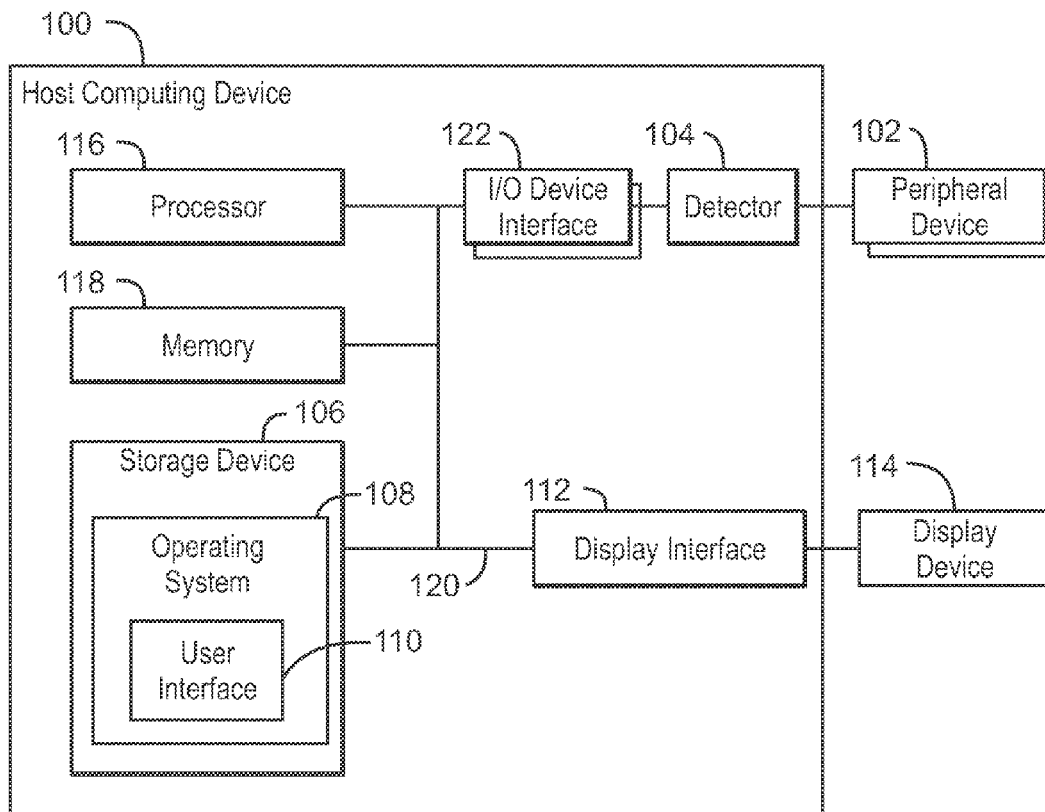 100
Host Computing Device
116
122
104
102
Processor
I/O Device
Interface
Detector
Peripheral
Device
118
Memory
106
Storage Device
108
112
114
Operating
System
Display Interface
Display
Device
120
User
Interface
110